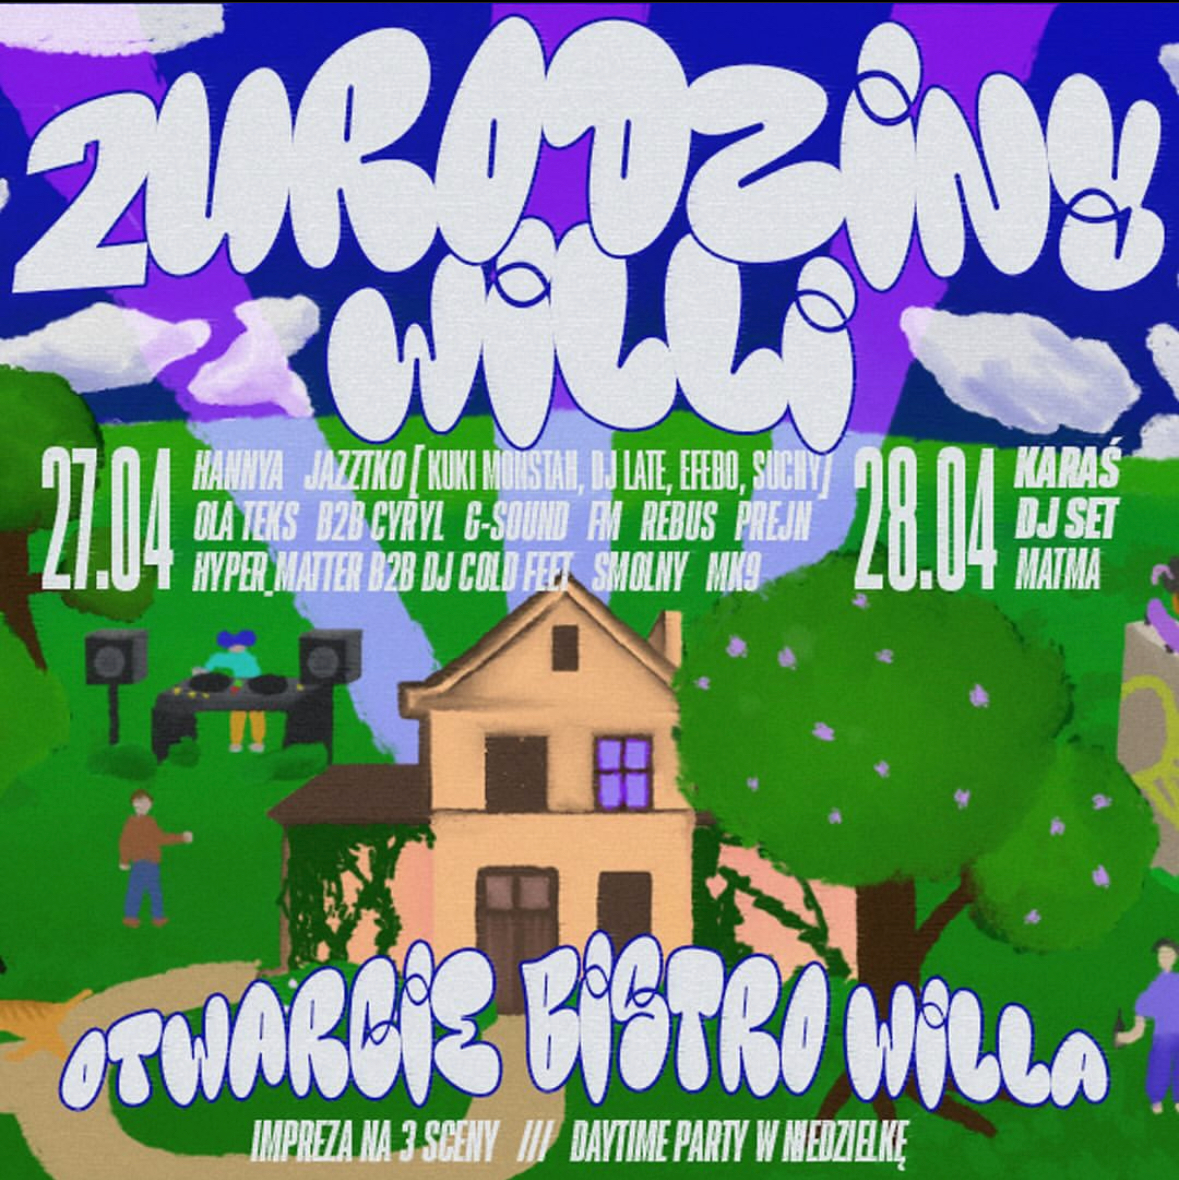 2 URODZINY
WILLI
27.04
HANNYA JAZZTKO [ KUKI MONSTAH, DJ LATE, EFEBO, SUCHY]
OLA TEKS B2B CYRYL G-SOUND FM REBUS PREJN
HYPER_MATTER B2B DJ COLD FEET SMOLNY MK9
28.04
KARAŚ
DJ SET
MATMA
OTWARCIE BISTRO WILLA
IMPREZA NA 3 SCENY /// DAYTIME PARTY W NIEDZIELKĘ